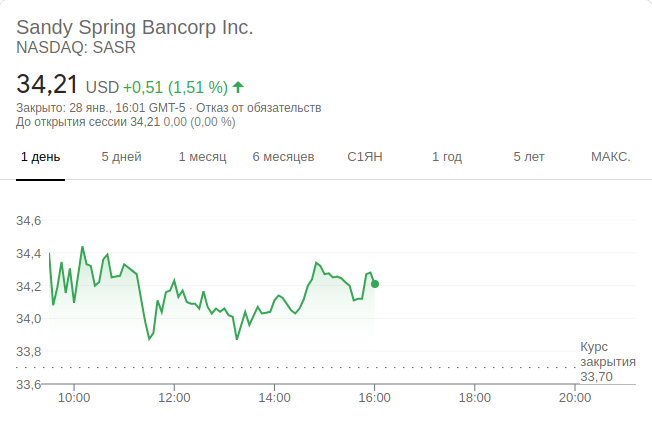 Sandy Spring Bancorp Inc.
NASDAQ: SASR
34,21 USD +0,51 (1,51 %)
Закрыто: 28 янв., 16:01 GMT-5 · Отказ от обязательств
До открытия сессии 34,21 0,00 (0,00 %)
1 день 5 дней 1 месяц 6 месяцев С1ЯН 1 год 5 лет МАКС.
34,6
34,4
34,2
34,0
33,8
Курс
закрытия
33,70
33,6
10:00 12:00 14:00 16:00 18:00 20:00